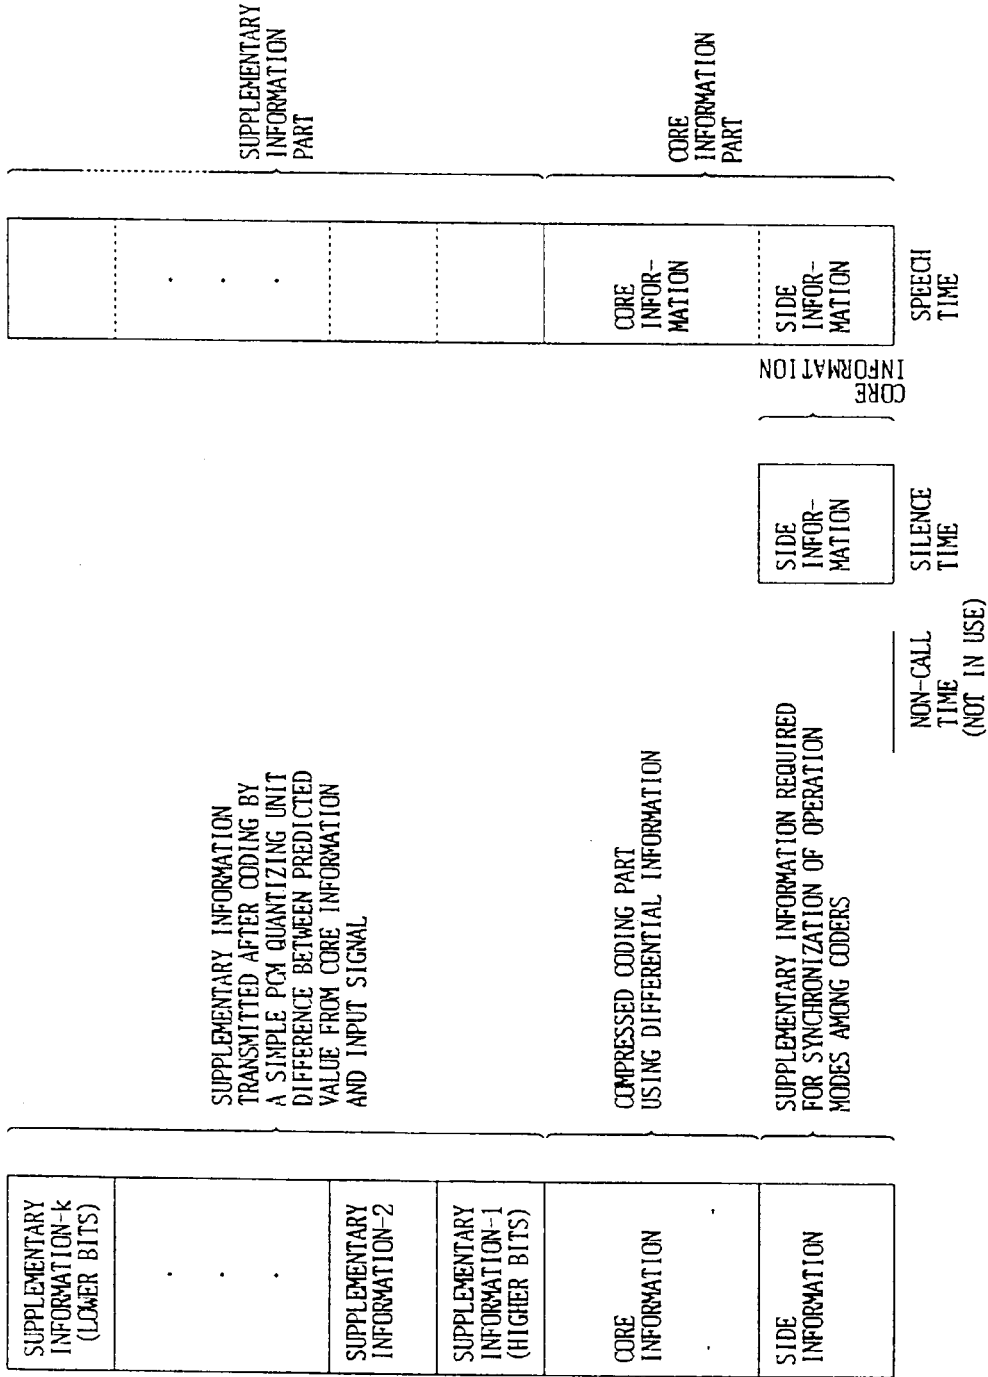 SUPPLEMENTARY
INFORMATION-k
(LOWER BITS)
SUPPLEMENTARY
INFORMATION-2
SUPPLEMENTARY
INFORMATION-1
(HIGHER BITS)
CORE
INFORMATION
SIDE
INFORMATION
SUPPLEMENTARY INFORMATION
TRANSMITTED AFTER CODING BY
A SIMPLE PCM QUANTIZING UNIT
DIFFERENCE BETWEEN PREDICTED
VALUE FROM CORE INFORMATION
AND INPUT SIGNAL
COMPRESSED CODING PART
USING DIFFERENTIAL INFORMATION
SUPPLEMENTARY INFORMATION REQUIRED
FOR SYNCHRONIZATION OF OPERATION
MODES AMONG CODERS
NON-CALL
TIME
(NOT IN USE)
SIDE
INFOR-
MATION
SILENCE
TIME
CORE
INFORMATION
CORE
INFOR-
MATION
SIDE
INFOR-
MATION
SPEECH
TIME
SUPPLEMENTARY
INFORMATION
PART
CORE
INFORMATION
PART